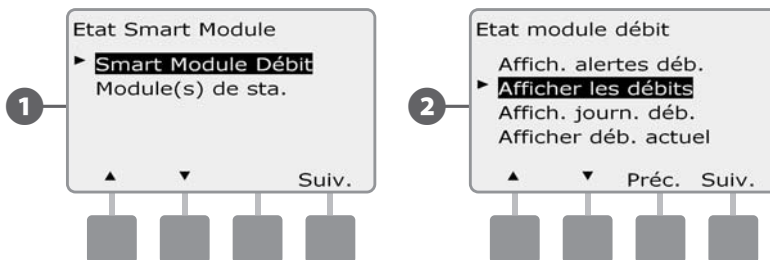 1
Etat Smart Module
► Smart Module Débit
Module(s) de sta.
▲ ▼ Suiv.
2
Etat module débit
Affich. alertes déb.
► Afficher les débits
Affich. journ. déb.
Afficher déb. actuel
▲ ▼ Préc. Suiv.